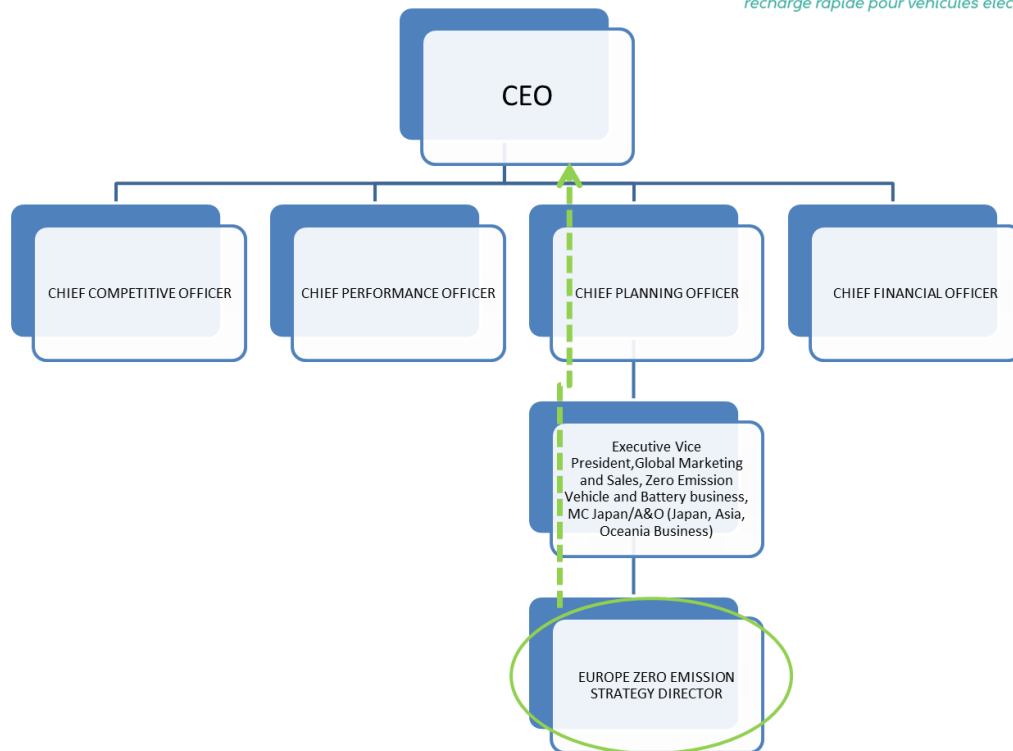 recharge rapide pour véhicules élec
CEO
CHIEF COMPETITIVE OFFICER
CHIEF PERFORMANCE OFFICER
CHIEF PLANNING OFFICER
CHIEF FINANCIAL OFFICER
Executive Vice
President,Global Marketing
and Sales, Zero Emission
Vehicle and Battery business,
MC Japan/A&O (Japan, Asia,
Oceania Business)
EUROPE ZERO EMISSION
STRATEGY DIRECTOR